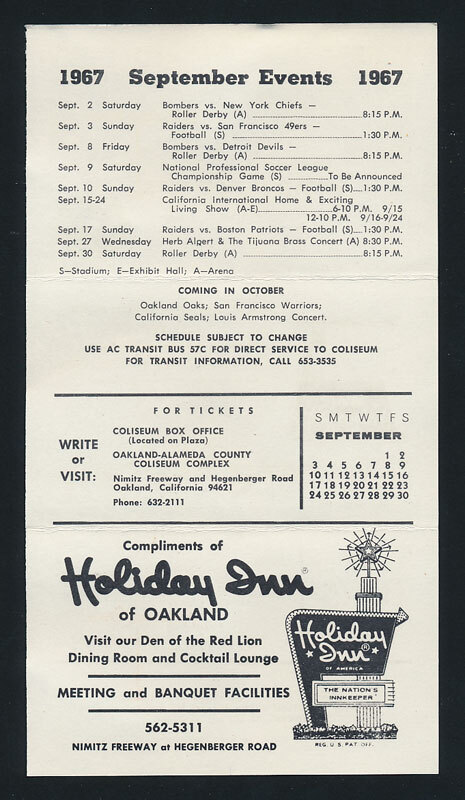 1967 September Events 1967
Sept. 2 Saturday Bombers vs. New York Chiefs —
Roller Derby (A) 8:15 P.M.
Sept. 3 Sunday Raiders vs. San Francisco 49ers —
Football (S) 1:30 P.M.
Sept. 8 Friday Bombers vs. Detroit Devils —
Roller Derby (A) 8:15 P.M.
Sept. 9 Saturday National Professional Soccer League
Championship Game (S) To Be Announced
Sept. 10 Sunday Raiders vs. Denver Broncos — Football (S) 1:30 P.M.
Sept. 15-24 California International Home & Exciting
Living Show (A-E) 6-10 P.M. 9/15
12-10 P.M. 9/16-9/24
Sept. 17 Sunday Raiders vs. Boston Patriots — Football (S) 1:30 P.M.
Sept. 27 Wednesday Herb Algert & The Tijuana Brass Concert (A) 8:30 P.M.
Sept. 30 Saturday Roller Derby (A) 8:15 P.M.
S—Stadium; E—Exhibit Hall; A—Arena
COMING IN OCTOBER
Oakland Oaks; San Francisco Warriors;
California Seals; Louis Armstrong Concert.
SCHEDULE SUBJECT TO CHANGE
USE AC TRANSIT BUS 57C FOR DIRECT SERVICE TO COLISEUM
FOR TRANSIT INFORMATION, CALL 653-3535
FOR TICKETS
WRITE
or
VISIT:
COLISEUM BOX OFFICE
(Located on Plaza)
OAKLAND-ALAMEDA COUNTY
COLISEUM COMPLEX
Nimitz Freeway and Hegenberger Road
Oakland, California 94621
Phone: 632-2111
S M T W T F S
SEPTEMBER
1 2
3 4 5 6 7 8 9
10 11 12 13 14 15 16
17 18 19 20 21 22 23
24 25 26 27 28 29 30
Compliments of
Holiday Inn®
of OAKLAND
Visit our Den of the Red Lion
Dining Room and Cocktail Lounge
MEETING and BANQUET FACILITIES
562-5311
NIMITZ FREEWAY at HEGENBERGER ROAD
Holiday
Inn®
OF AMERICA
THE NATION'S
INNKEEPER
REG. U.S. PAT. OFF.